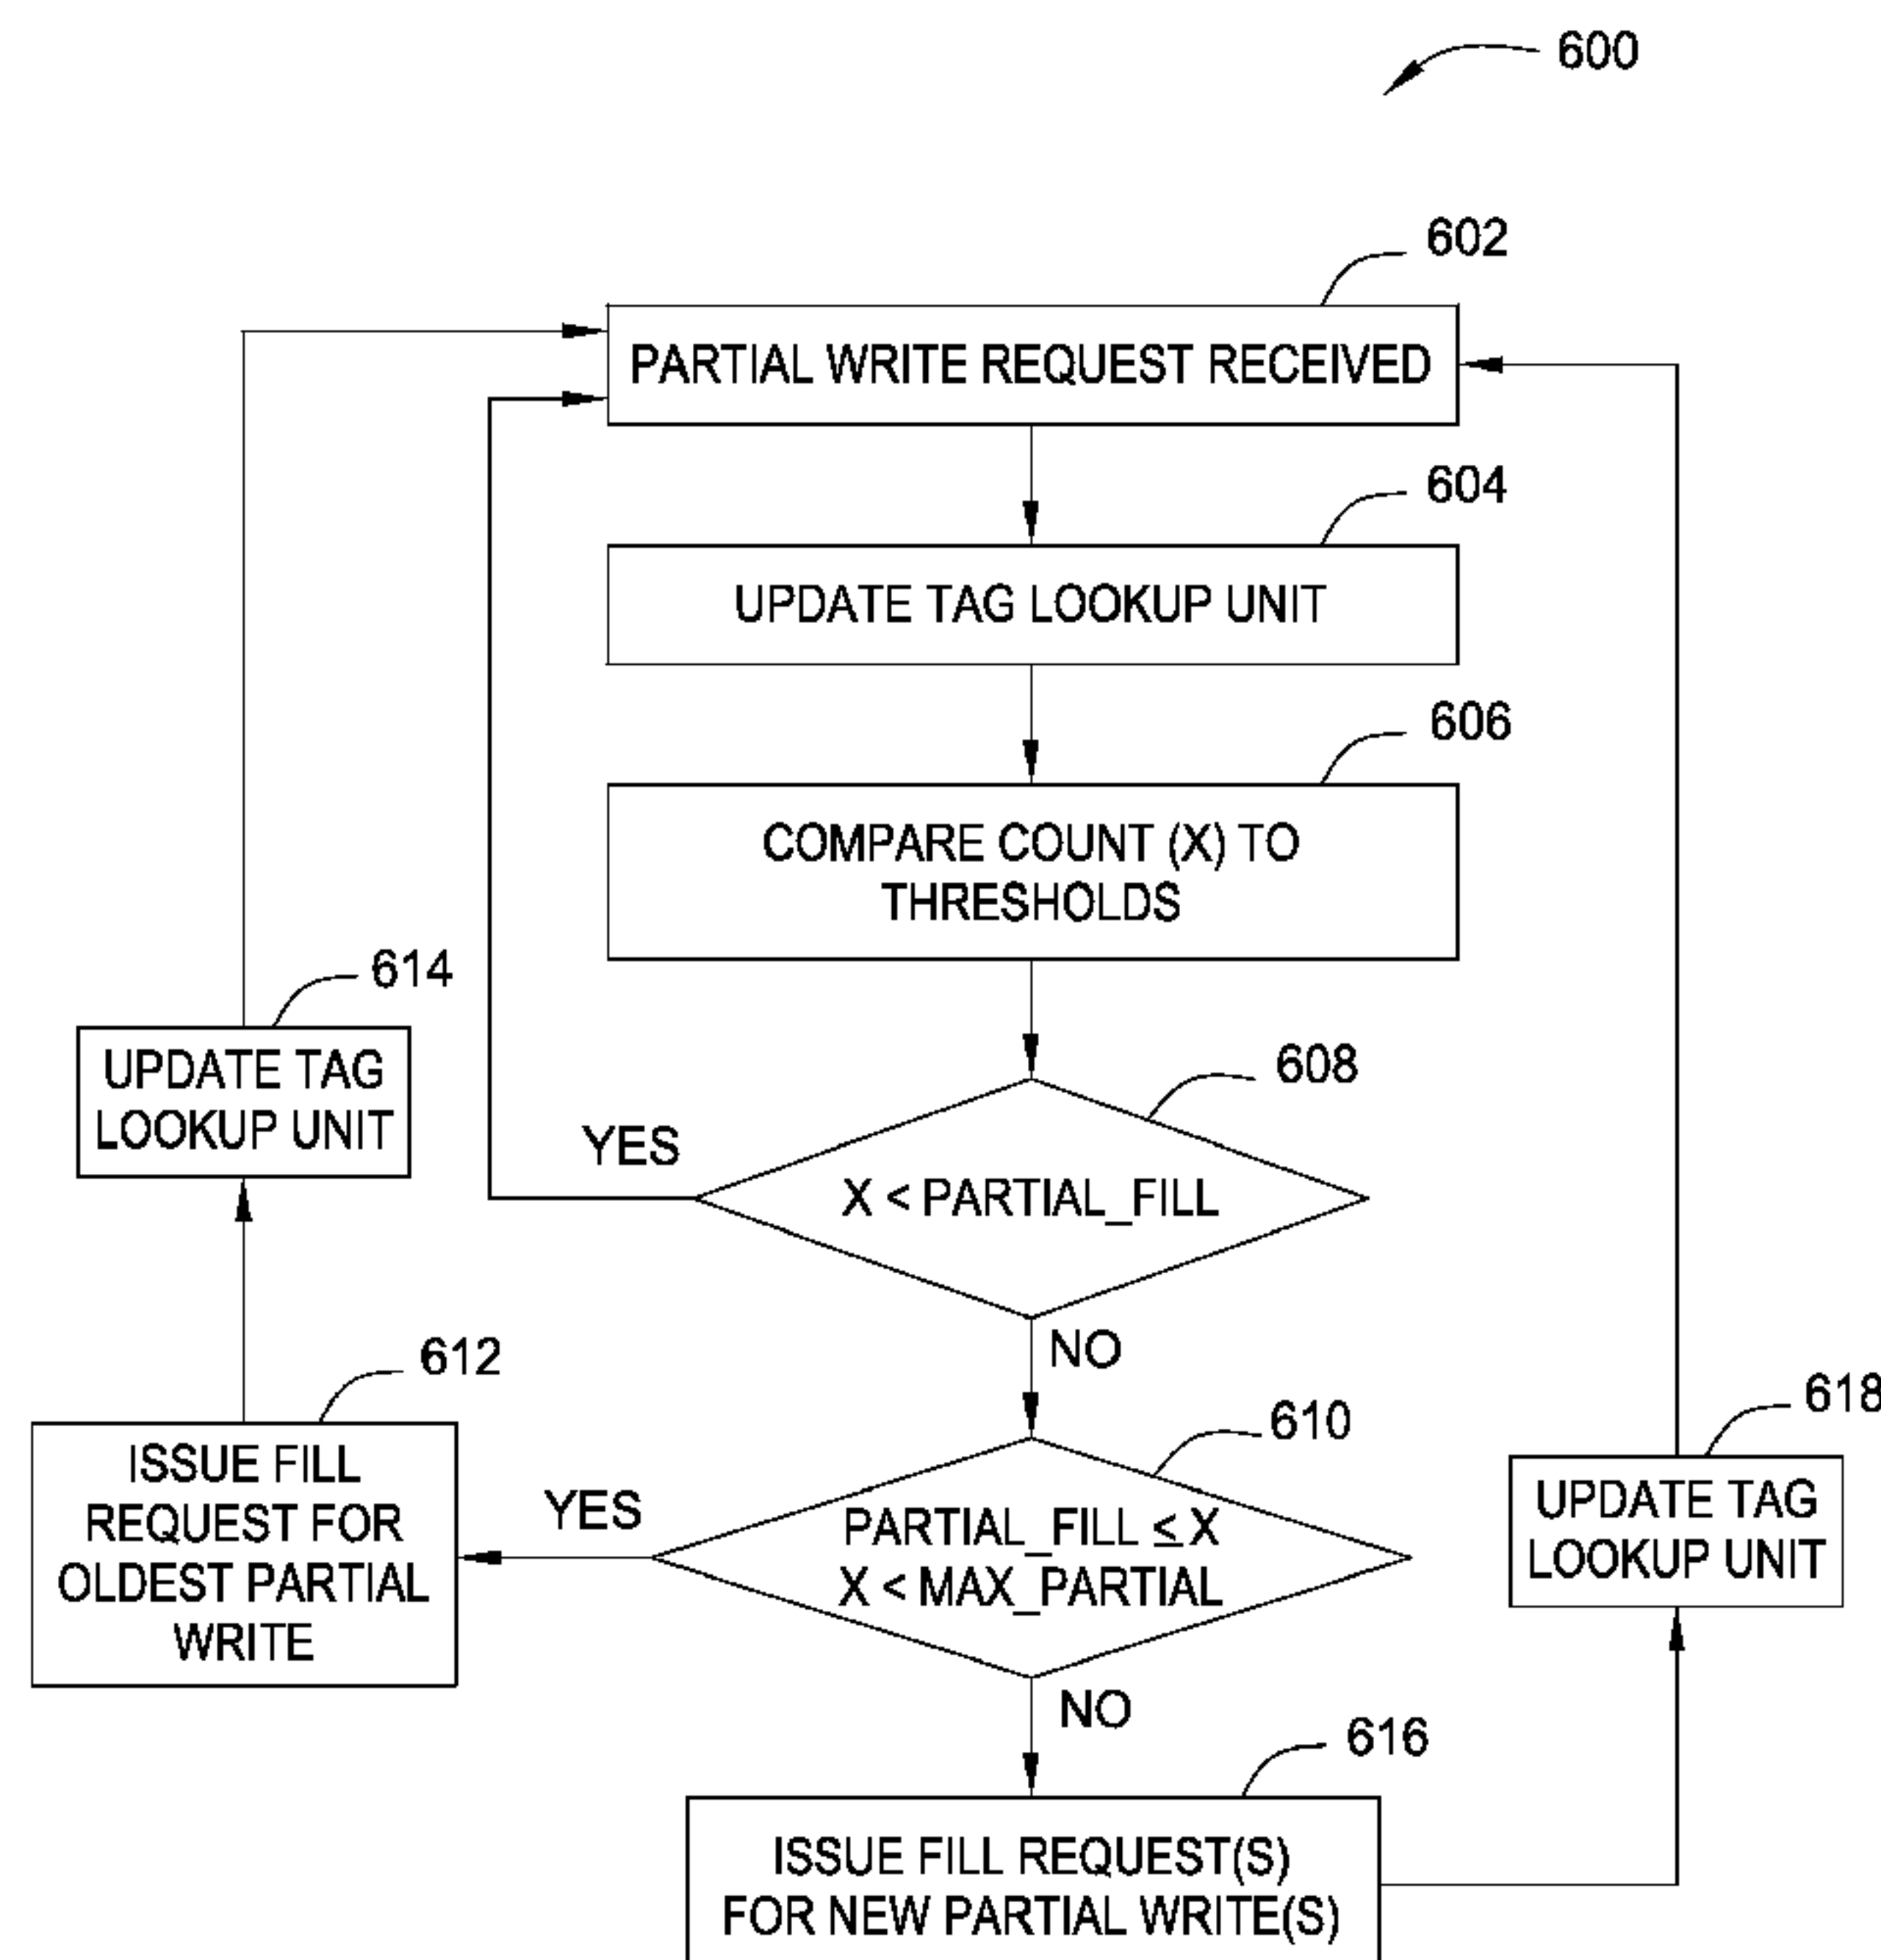 600
602
PARTIAL WRITE REQUEST RECEIVED
604
UPDATE TAG LOOKUP UNIT
606
COMPARE COUNT (X) TO
THRESHOLDS
614
UPDATE TAG
LOOKUP UNIT
608
YES
X < PARTIAL_FILL
NO
612
ISSUE FILL
REQUEST FOR
OLDEST PARTIAL
WRITE
610
YES
PARTIAL_FILL ≤ X
X < MAX_PARTIAL
618
UPDATE TAG
LOOKUP UNIT
NO
616
ISSUE FILL REQUEST(S)
FOR NEW PARTIAL WRITE(S)